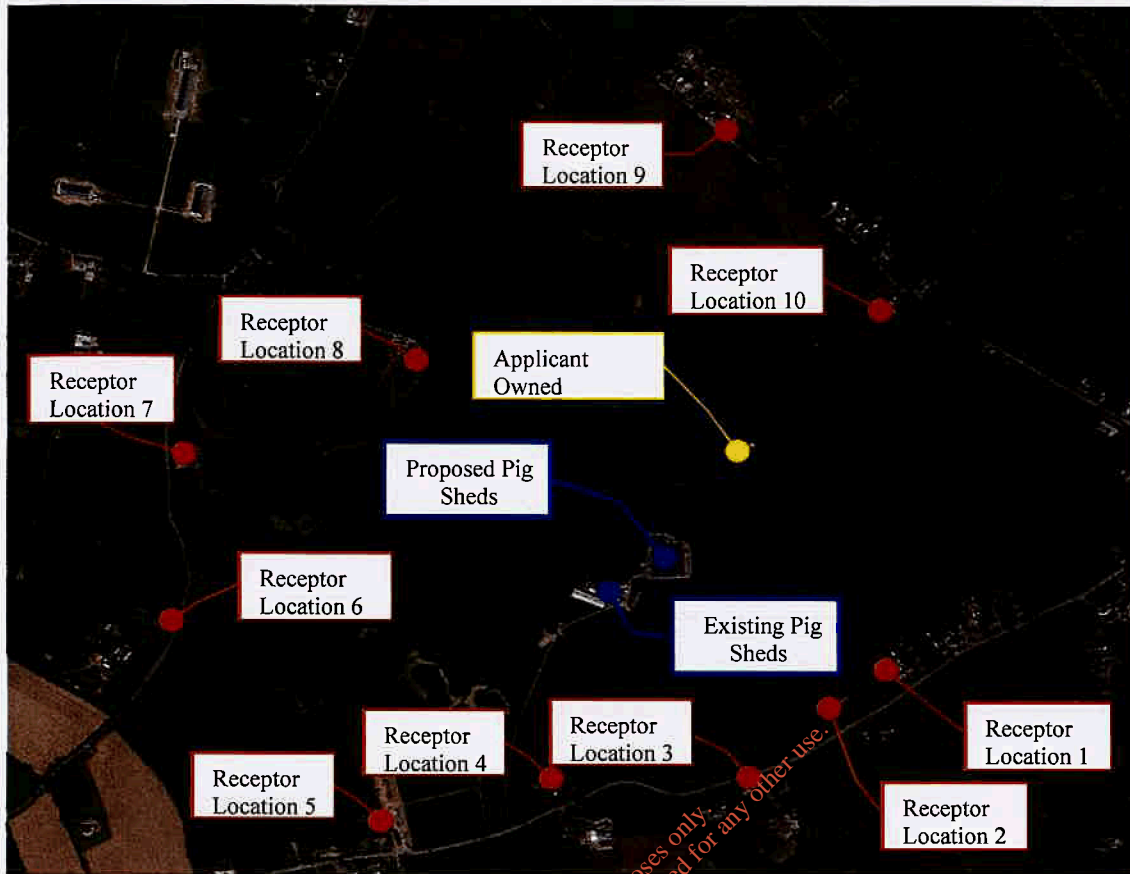 Receptor
Location 9
Receptor
Location 10
Receptor
Location 8
Applicant
Owned
Receptor
Location 7
Proposed Pig
Sheds
Receptor
Location 6
Existing Pig
Sheds
Receptor
Location 4
Receptor
Location 3
Receptor
Location 1
Receptor
Location 5
Receptor
Location 2
oses only.
ed for any other use.